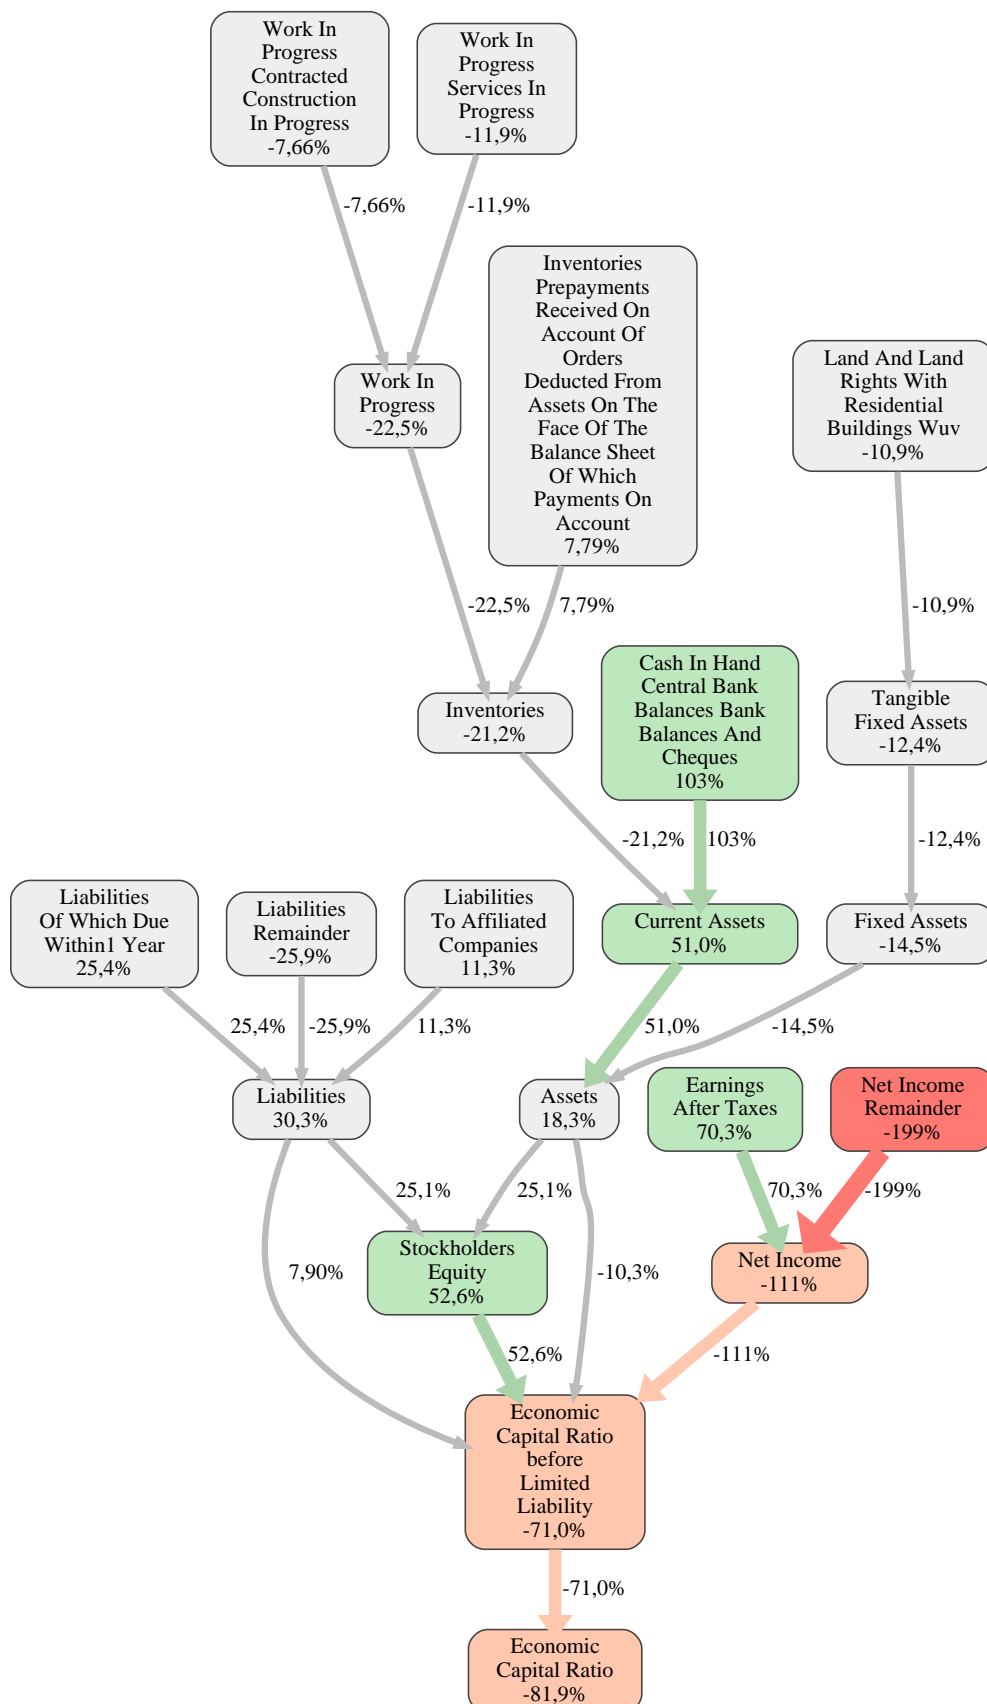 Work In
Progress
Contracted
Construction
In Progress
-7,66%
Work In
Progress
Services In
Progress
-11,9%
-7,66%
-11,9%
Inventories
Prepayments
Received On
Account Of
Orders
Deducted From
Assets On The
Face Of The
Balance Sheet
Of Which
Payments On
Account
7,79%
Land And Land
Rights With
Residential
Buildings Wuv
-10,9%
Work In
Progress
-22,5%
-22,5%
7,79%
-10,9%
Cash In Hand
Central Bank
Balances Bank
Balances And
Cheques
103%
Inventories
-21,2%
Tangible
Fixed Assets
-12,4%
-21,2%
103%
-12,4%
Liabilities
Of Which Due
Within1 Year
25,4%
Liabilities
Remainder
-25,9%
Liabilities
To Affiliated
Companies
11,3%
Current Assets
51,0%
Fixed Assets
-14,5%
25,4%
-25,9%
11,3%
51,0%
-14,5%
Liabilities
30,3%
Assets
18,3%
Earnings
After Taxes
70,3%
Net Income
Remainder
-199%
25,1%
25,1%
70,3%
-199%
7,90%
Stockholders
Equity
52,6%
-10,3%
Net Income
-111%
52,6%
-111%
Economic
Capital Ratio
before
Limited
Liability
-71,0%
-71,0%
Economic
Capital Ratio
-81,9%